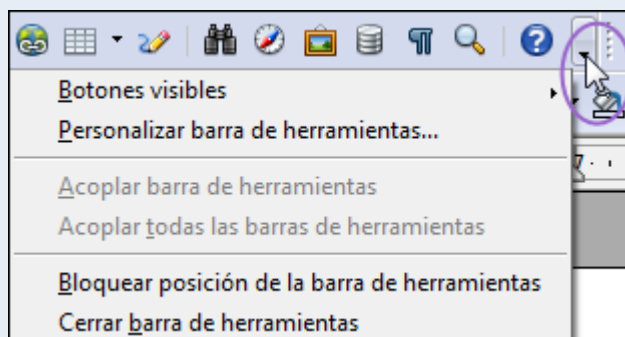 Botones visibles
Personalizar barra de herramientas...
Acoplar barra de herramientas
Acoplar todas las barras de herramientas
Bloquear posición de la barra de herramientas
Cerrar barra de herramientas